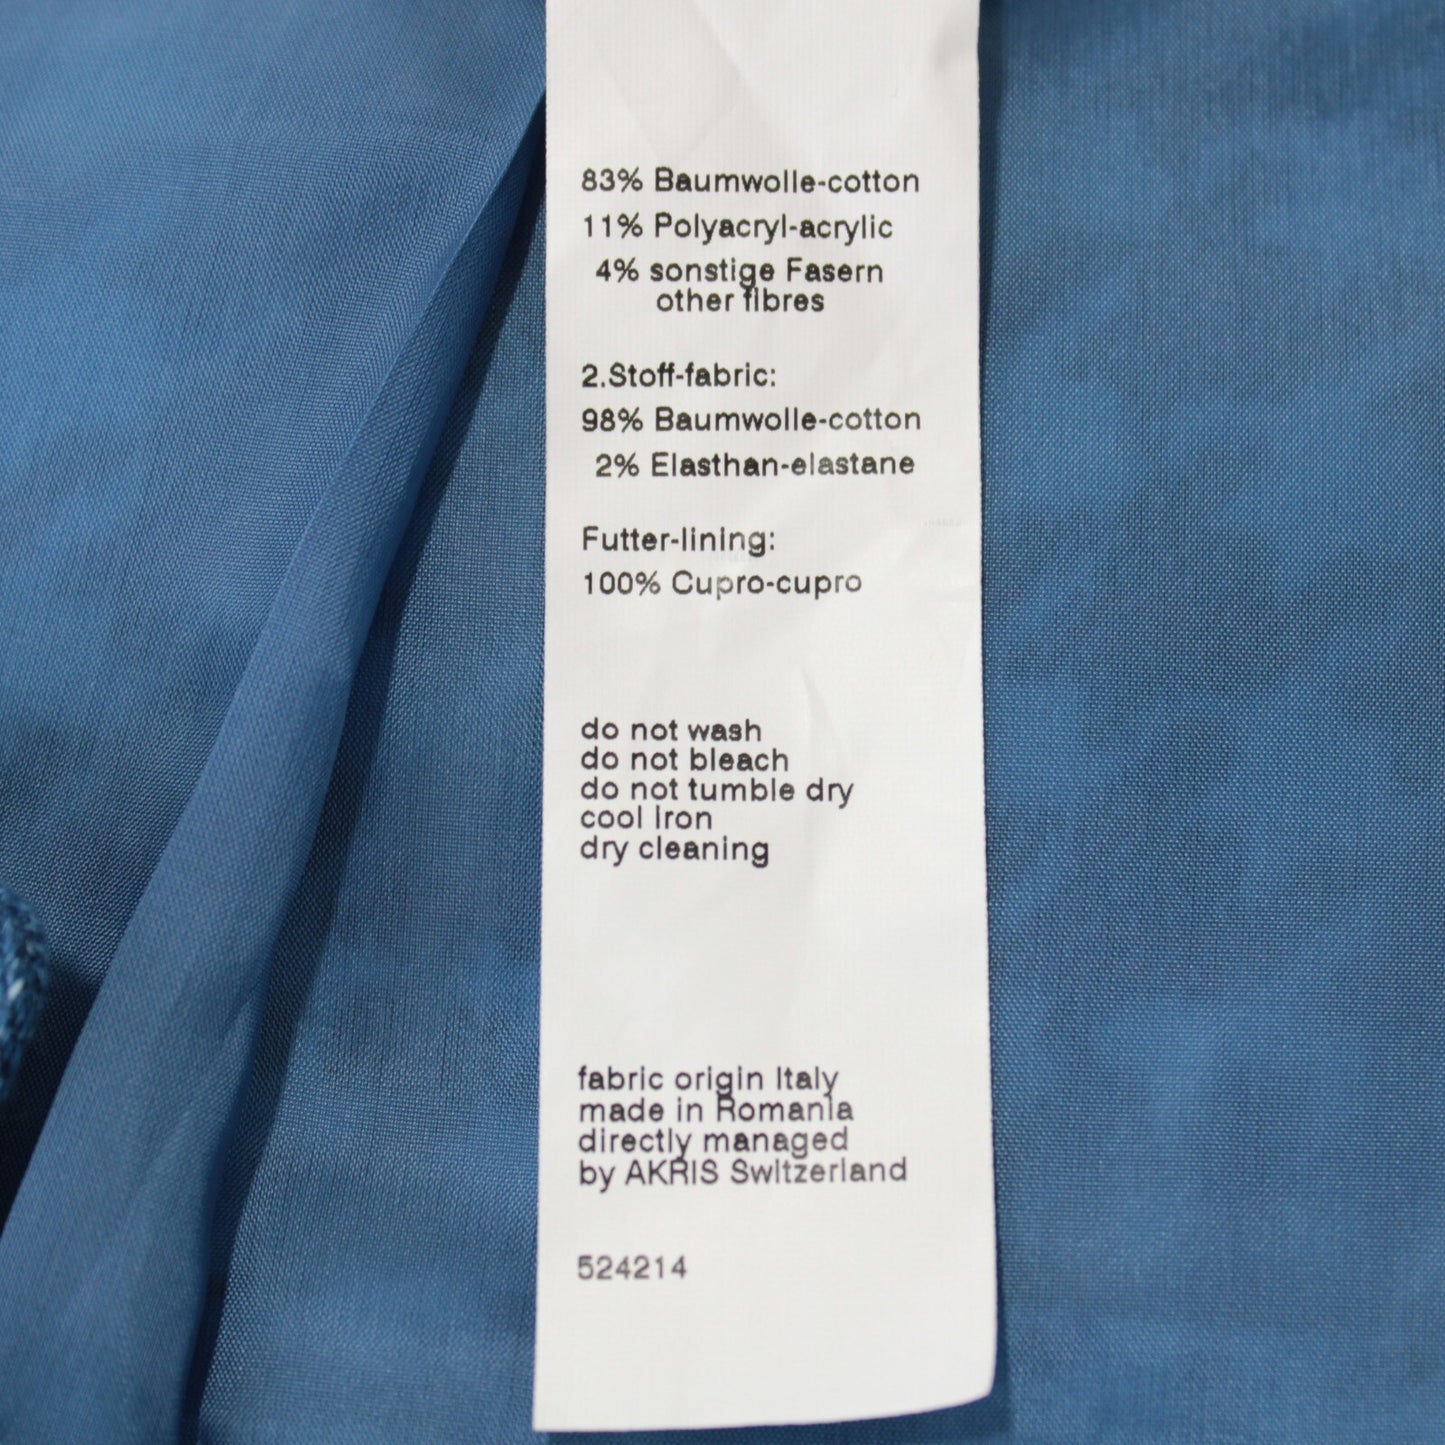 83% Baumwolle-cotton
11% Polyacryl-acrylic
4% sonstige Fasern
other fibres
2.Stoff-fabric:
98% Baumwolle-cotton
2% Elasthan-elastane
Futter-lining:
100% Cupro-cupro
do not wash
do not bleach
do not tumble dry
cool iron
dry cleaning
fabric origin Italy
made in Romania
directly managed
by AKRIS Switzerland
524214